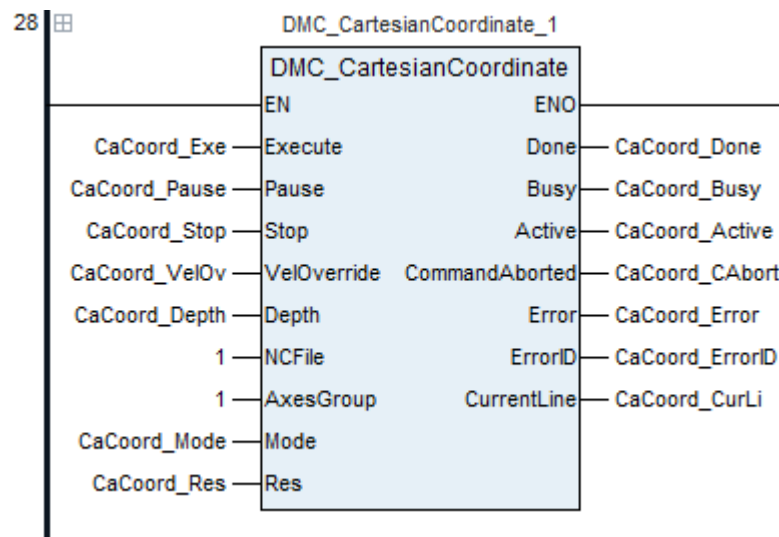 28 DMC_CartesianCoordinate_1
DMC_CartesianCoordinate
EN ENO
CaCoord_Exe Execute Done CaCoord_Done
CaCoord_Pause Pause Busy CaCoord_Busy
CaCoord_Stop Stop Active CaCoord_Active
CaCoord_VelOv VelOverride CommandAborted CaCoord_CAbort
CaCoord_Depth Depth Error CaCoord_Error
1 NCFile ErrorID CaCoord_ErrorID
1 AxesGroup CurrentLine CaCoord_CurLi
CaCoord_Mode Mode
CaCoord_Res Res